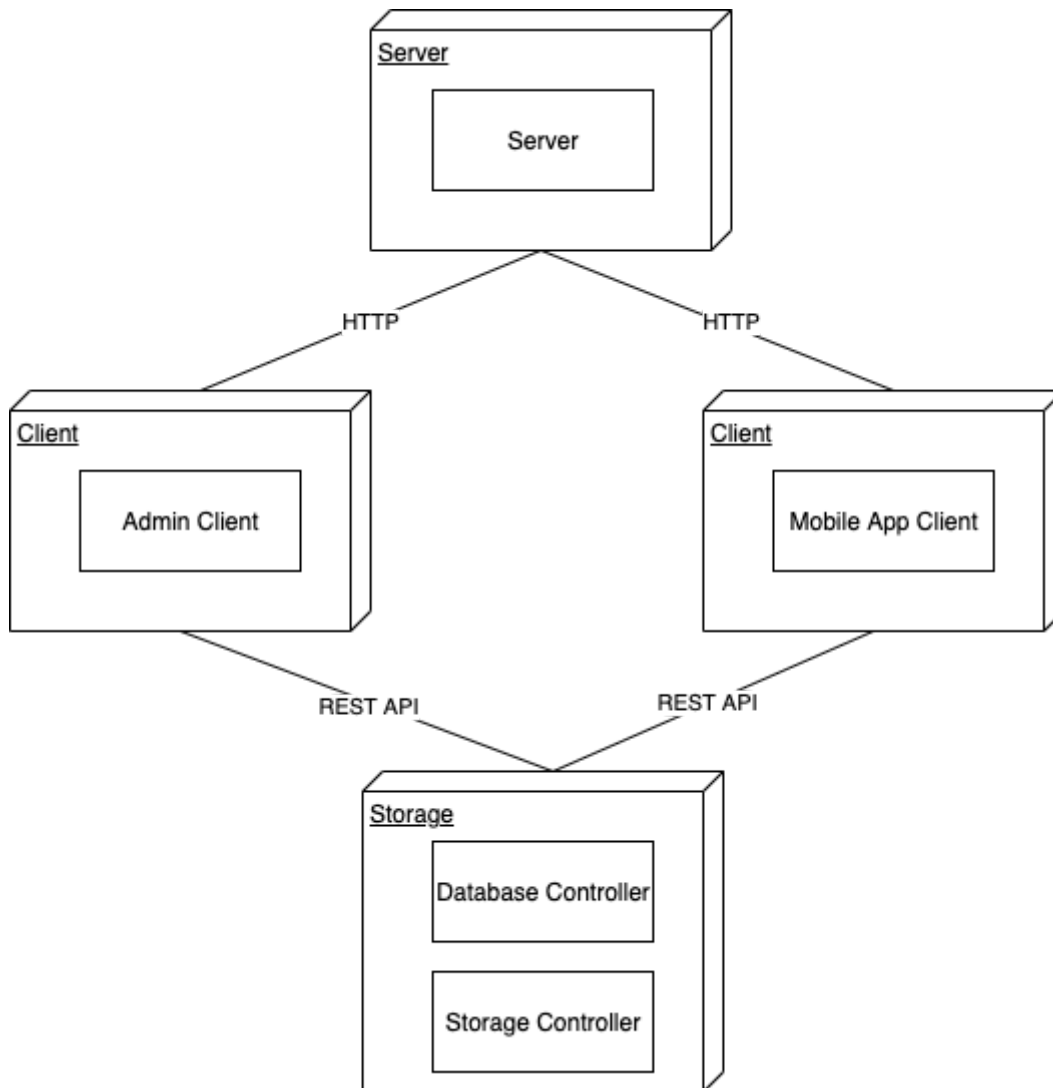 Server
Server
HTTP
HTTP
Client
Admin Client
Client
Mobile App Client
REST API
REST API
Storage
Database Controller
Storage Controller